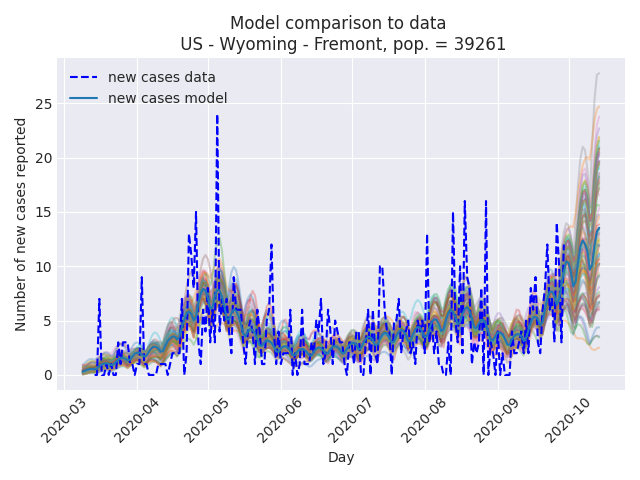 Model comparison to data
US - Wyoming - Fremont, pop. = 39261
new cases data
new cases model
Number of new cases reported
25
20
15
10
5
0
2020-03
2020-04
2020-05
2020-06
2020-07
2020-08
2020-09
2020-10
Day